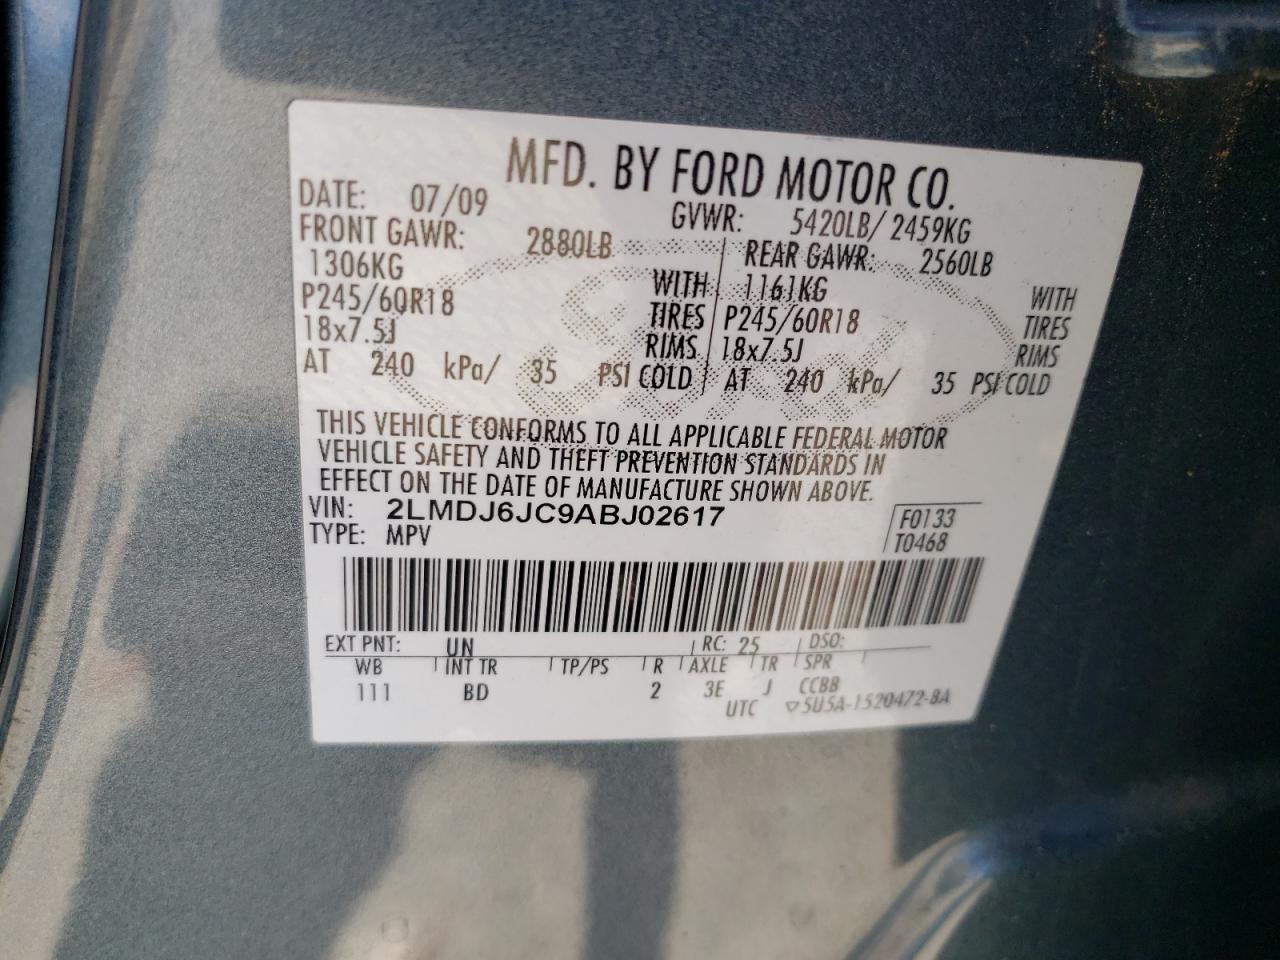 MFD. BY FORD MOTOR CO.
DATE: 07/09 GVWR: 5420LB/ 2459KG
FRONT GAWR: 2880LB REAR GAWR: 2560LB
1306KG WITH 1161KG WITH
P245/60R18 TIRES P245/60R18 TIRES
18x7.5J RIMS 18x7.5J RIMS
AT 240 kPa/ 35 PSI COLD AT 240 kPa/ 35 PSI COLD
THIS VEHICLE CONFORMS TO ALL APPLICABLE FEDERAL MOTOR
VEHICLE SAFETY AND THEFT PREVENTION STANDARDS IN
EFFECT ON THE DATE OF MANUFACTURE SHOWN ABOVE.
VIN: 2LMDJ6JC9ABJ02617 F0133
TYPE: MPV T0468
EXT PNT: UN RC: 25 DSO:
WB INT TR TP/PS R AXLE TR SPR
111 BD 2 3E J CCBB
UTC ▽5U5A-1520472-BA